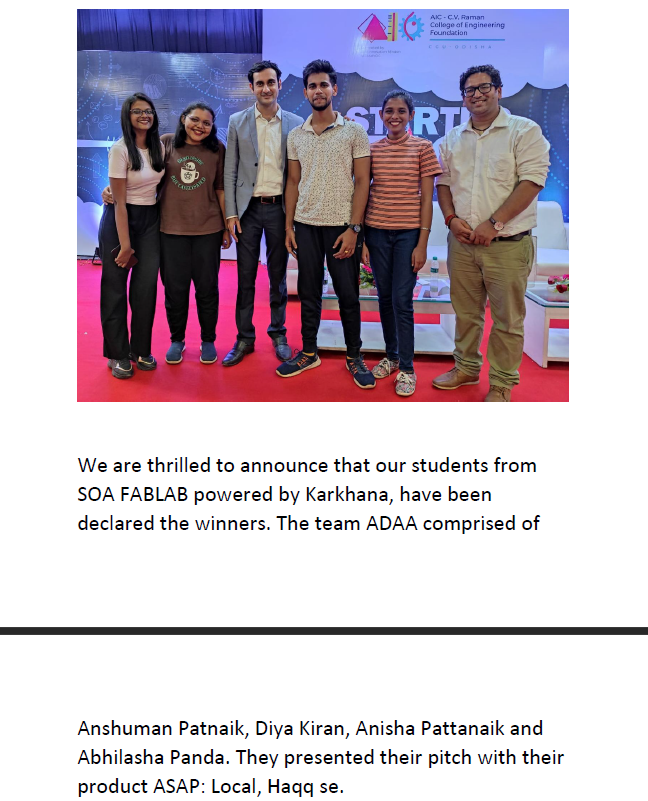 AIC - C.V. Raman
College of Engineering
Foundation
START
We are thrilled to announce that our students from
SOA FABLAB powered by Karkhana, have been
declared the winners. The team ADAA comprised of
Anshuman Patnaik, Diya Kiran, Anisha Pattanaik and
Abhilasha Panda. They presented their pitch with their
product ASAP: Local, Haqq se.